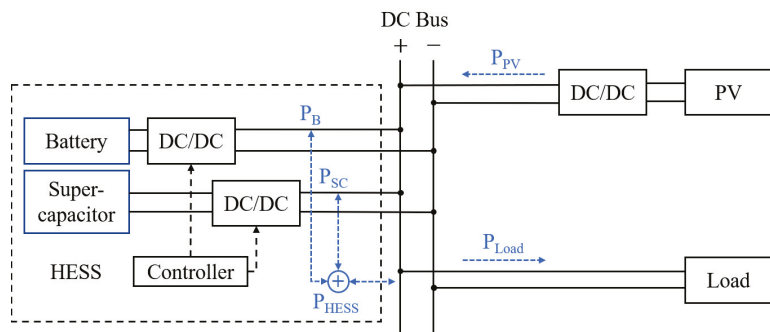 DC Bus
+ −
P_PV
DC/DC
PV
P_B
Battery
DC/DC
P_SC
Super-
capacitor
DC/DC
P_Load
HESS
Controller
+
Load
P_HESS